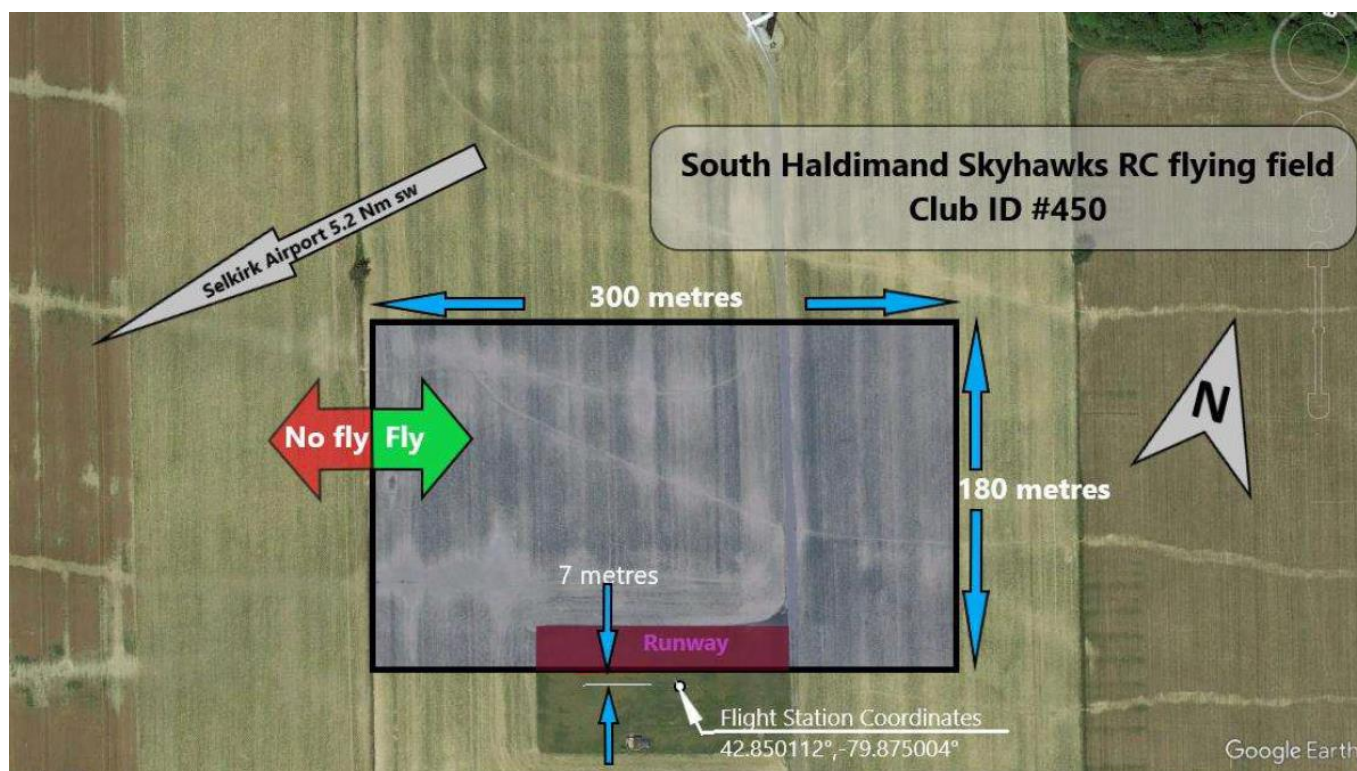 South Haldimand Skyhawks RC flying field
Club ID #450
Selkirk Airport 5.2 Nm sw
300 metres
N
No fly
Fly
180 metres
7 metres
Runway
Flight Station Coordinates
42.850112°,-79.875004°
Google Earth